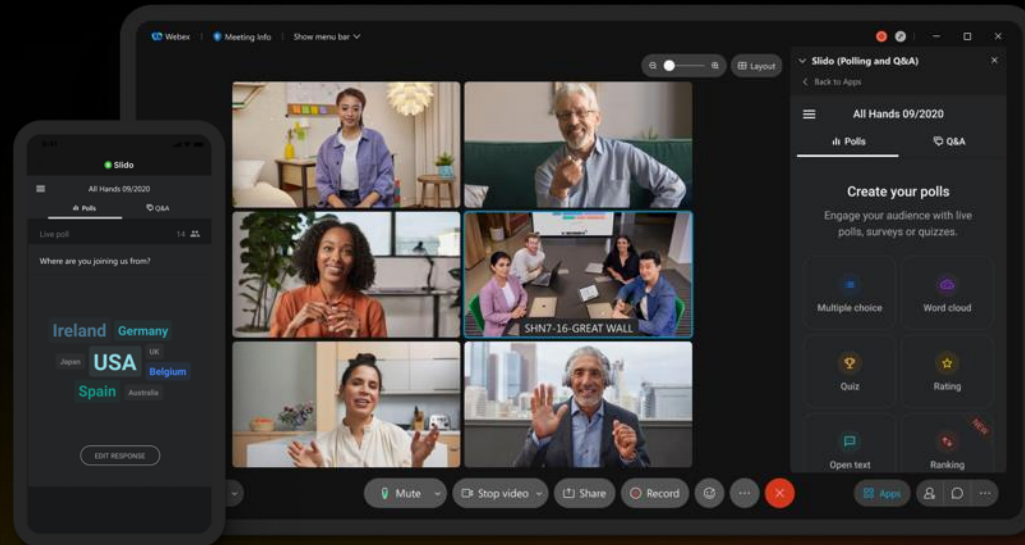 Webex
Meeting Info
Show menu bar
Layout
Slido (Polling and Q&A)
Back to Apps
All Hands 09/2020
Polls
Q&A
Create your polls
Engage your audience with live
polls, surveys or quizzes.
Multiple choice
Word cloud
Quiz
Rating
Open text
NEW
Ranking
SHN7-16-GREAT WALL
Mute
Stop video
Share
Record
Apps
9:41
Slido
All Hands 09/2020
Polls
Q&A
Live poll
14
Where are you joining us from?
Ireland
Germany
Japan
USA
UK
Belgium
Spain
Australia
EDIT RESPONSE